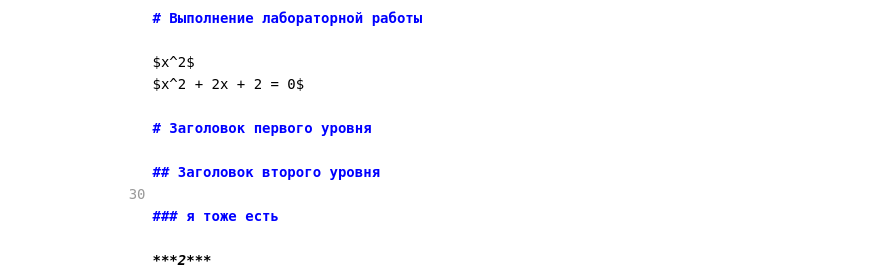 # Выполнение лабораторной работы
$x^2$
$x^2 + 2x + 2 = 0$
# Заголовок первого уровня
## Заголовок второго уровня
30
### я тоже есть
***2***